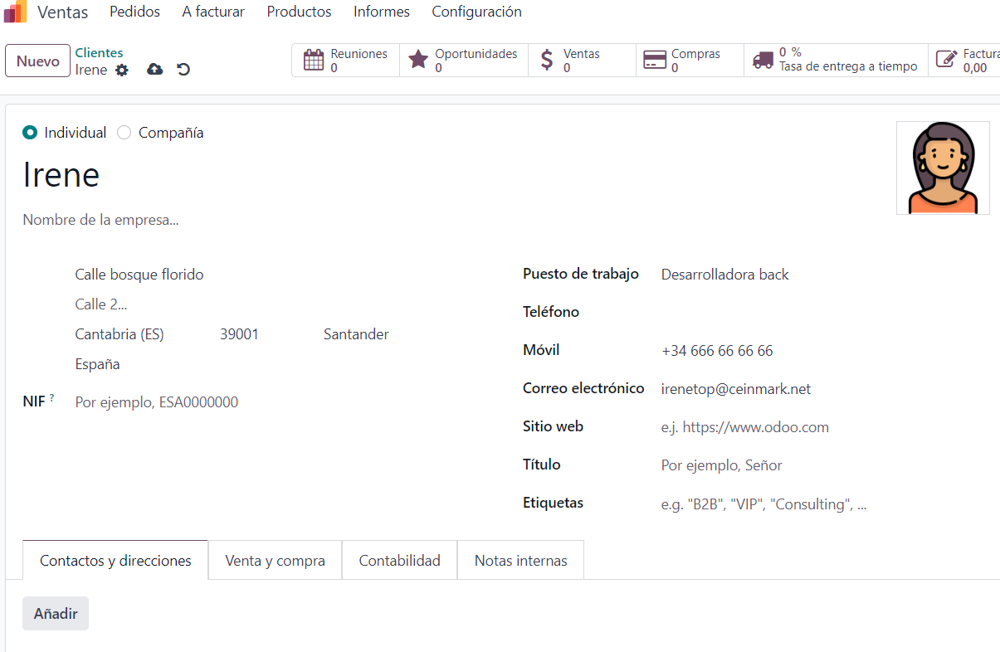 Ventas Pedidos A facturar Productos Informes Configuración
Nuevo
Clientes
Irene
Reuniones
0
Oportunidades
0
Ventas
0
Compras
0
0 %
Tasa de entrega a tiempo
Factura
0,00
Individual Compañía
Irene
Nombre de la empresa...
Calle bosque florido
Calle 2...
Cantabria (ES) 39001 Santander
España
NIF ? Por ejemplo, ESA0000000
Puesto de trabajo Desarrolladora back
Teléfono
Móvil +34 666 66 66 66
Correo electrónico irenetop@ceinmark.net
Sitio web e.j. https://www.odoo.com
Título Por ejemplo, Señor
Etiquetas e.g. "B2B", "VIP", "Consulting", ...
Contactos y direcciones Venta y compra Contabilidad Notas internas
Añadir